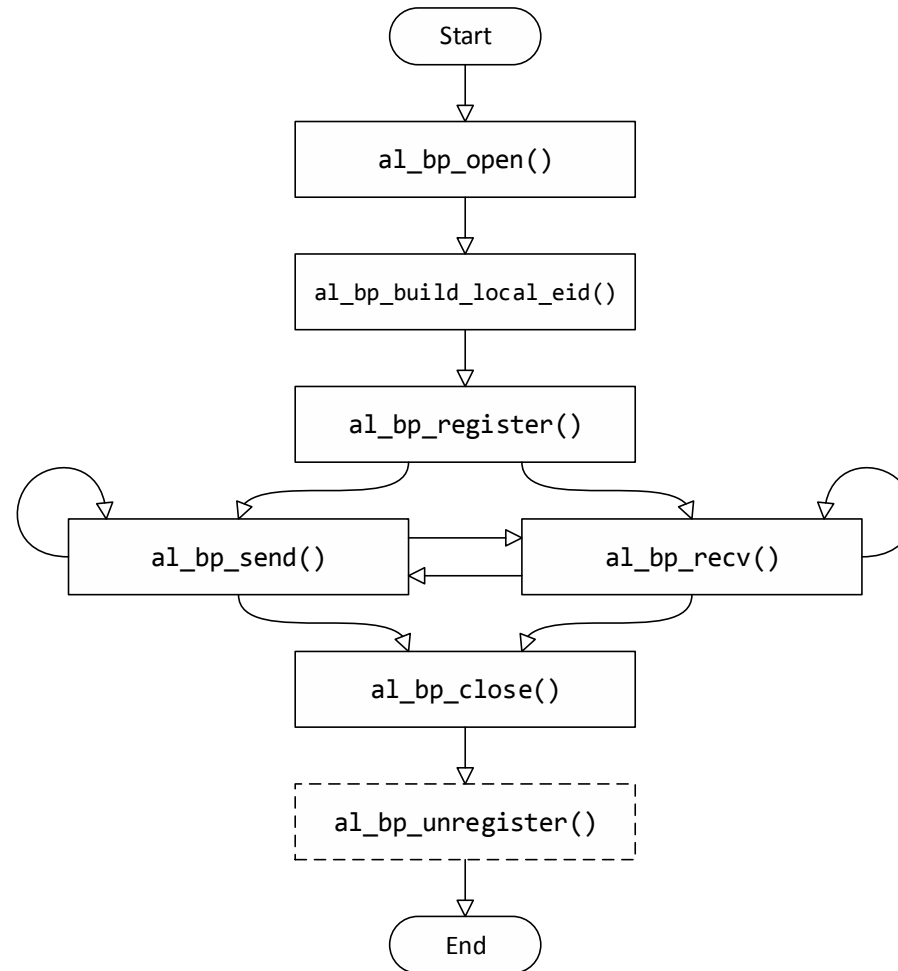 Start
al_bp_open()
al_bp_build_local_eid()
al_bp_register()
al_bp_send()
al_bp_recv()
al_bp_close()
al_bp_unregister()
End